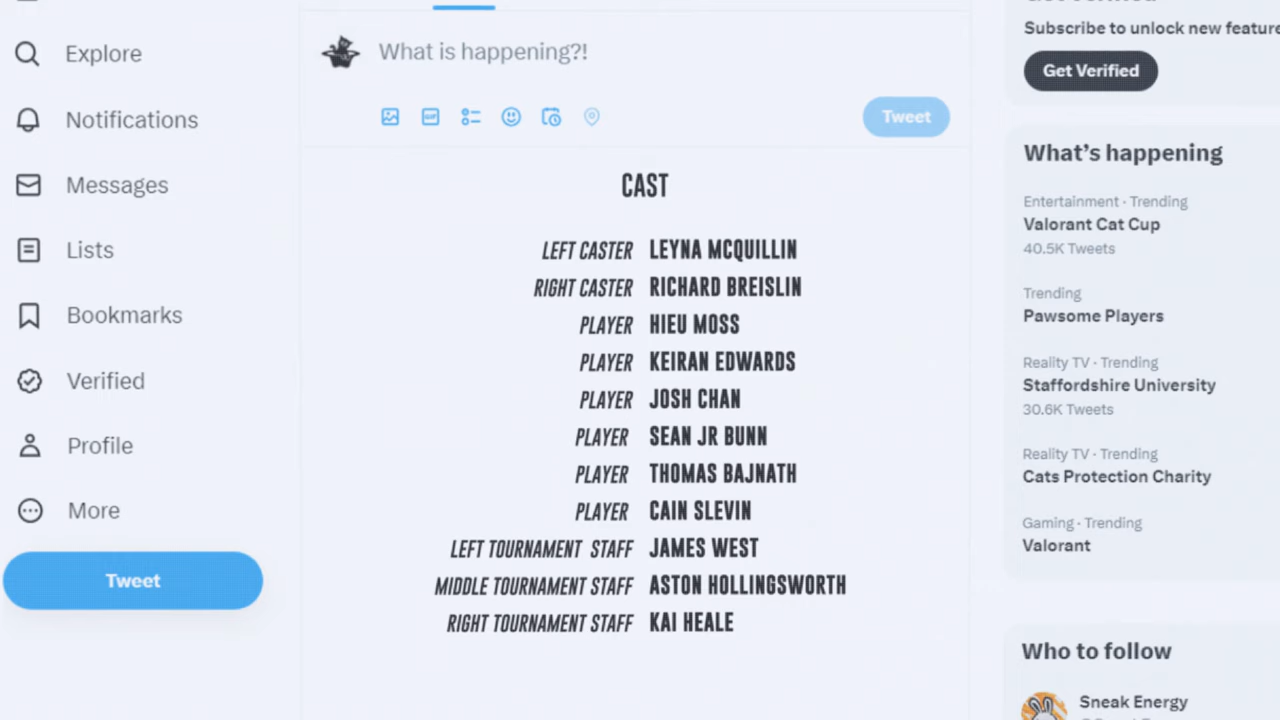 Explore
Notifications
Messages
Lists
Bookmarks
Verified
Profile
More
Tweet
What is happening?!
GIF
Tweet
CAST
LEFT CASTER LEYNA MCQUILLIN
RIGHT CASTER RICHARD BREISLIN
PLAYER HIEU MOSS
PLAYER KEIRAN EDWARDS
PLAYER JOSH CHAN
PLAYER SEAN JR BUNN
PLAYER THOMAS BAJNATH
PLAYER CAIN SLEVIN
LEFT TOURNAMENT STAFF JAMES WEST
MIDDLE TOURNAMENT STAFF ASTON HOLLINGSWORTH
RIGHT TOURNAMENT STAFF KAI HEALE
Get Verified
Subscribe to unlock new feature
Get Verified
What's happening
Entertainment · Trending
Valorant Cat Cup
40.5K Tweets
Trending
Pawsome Players
Reality TV · Trending
Staffordshire University
30.6K Tweets
Reality TV · Trending
Cats Protection Charity
Gaming · Trending
Valorant
Who to follow
Sneak Energy